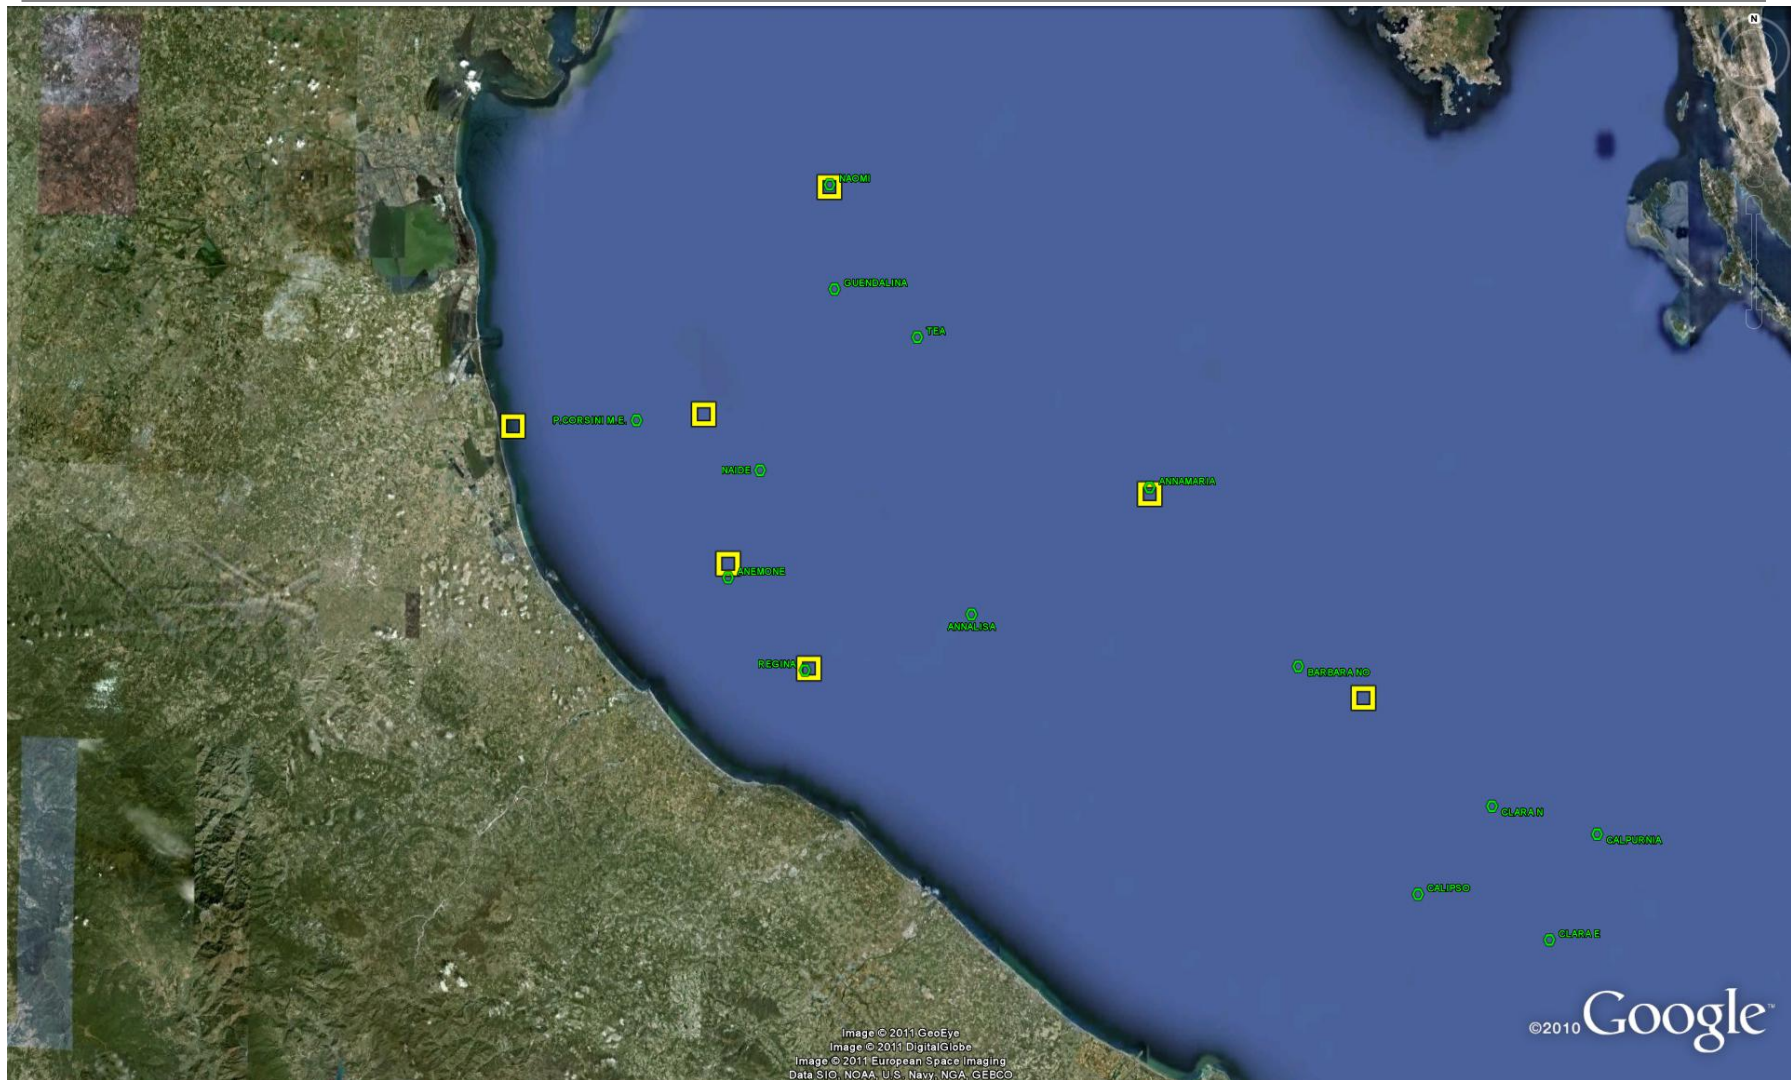 N
NAOMI
GUENDALINA
TEA
P.CORSINI M.E.
NAIDE
ANNAMARIA
ANEMONE
ANNALISA
REGINA
BARBARA NO
CLARA N
CALPURNIA
CALIPSO
CLARA E
©2010 Google™
Image © 2011 GeoEye
Image © 2011 DigitalGlobe
Image © 2011 European Space Imaging
Data SIO, NOAA, U.S. Navy, NGA, GEBCO